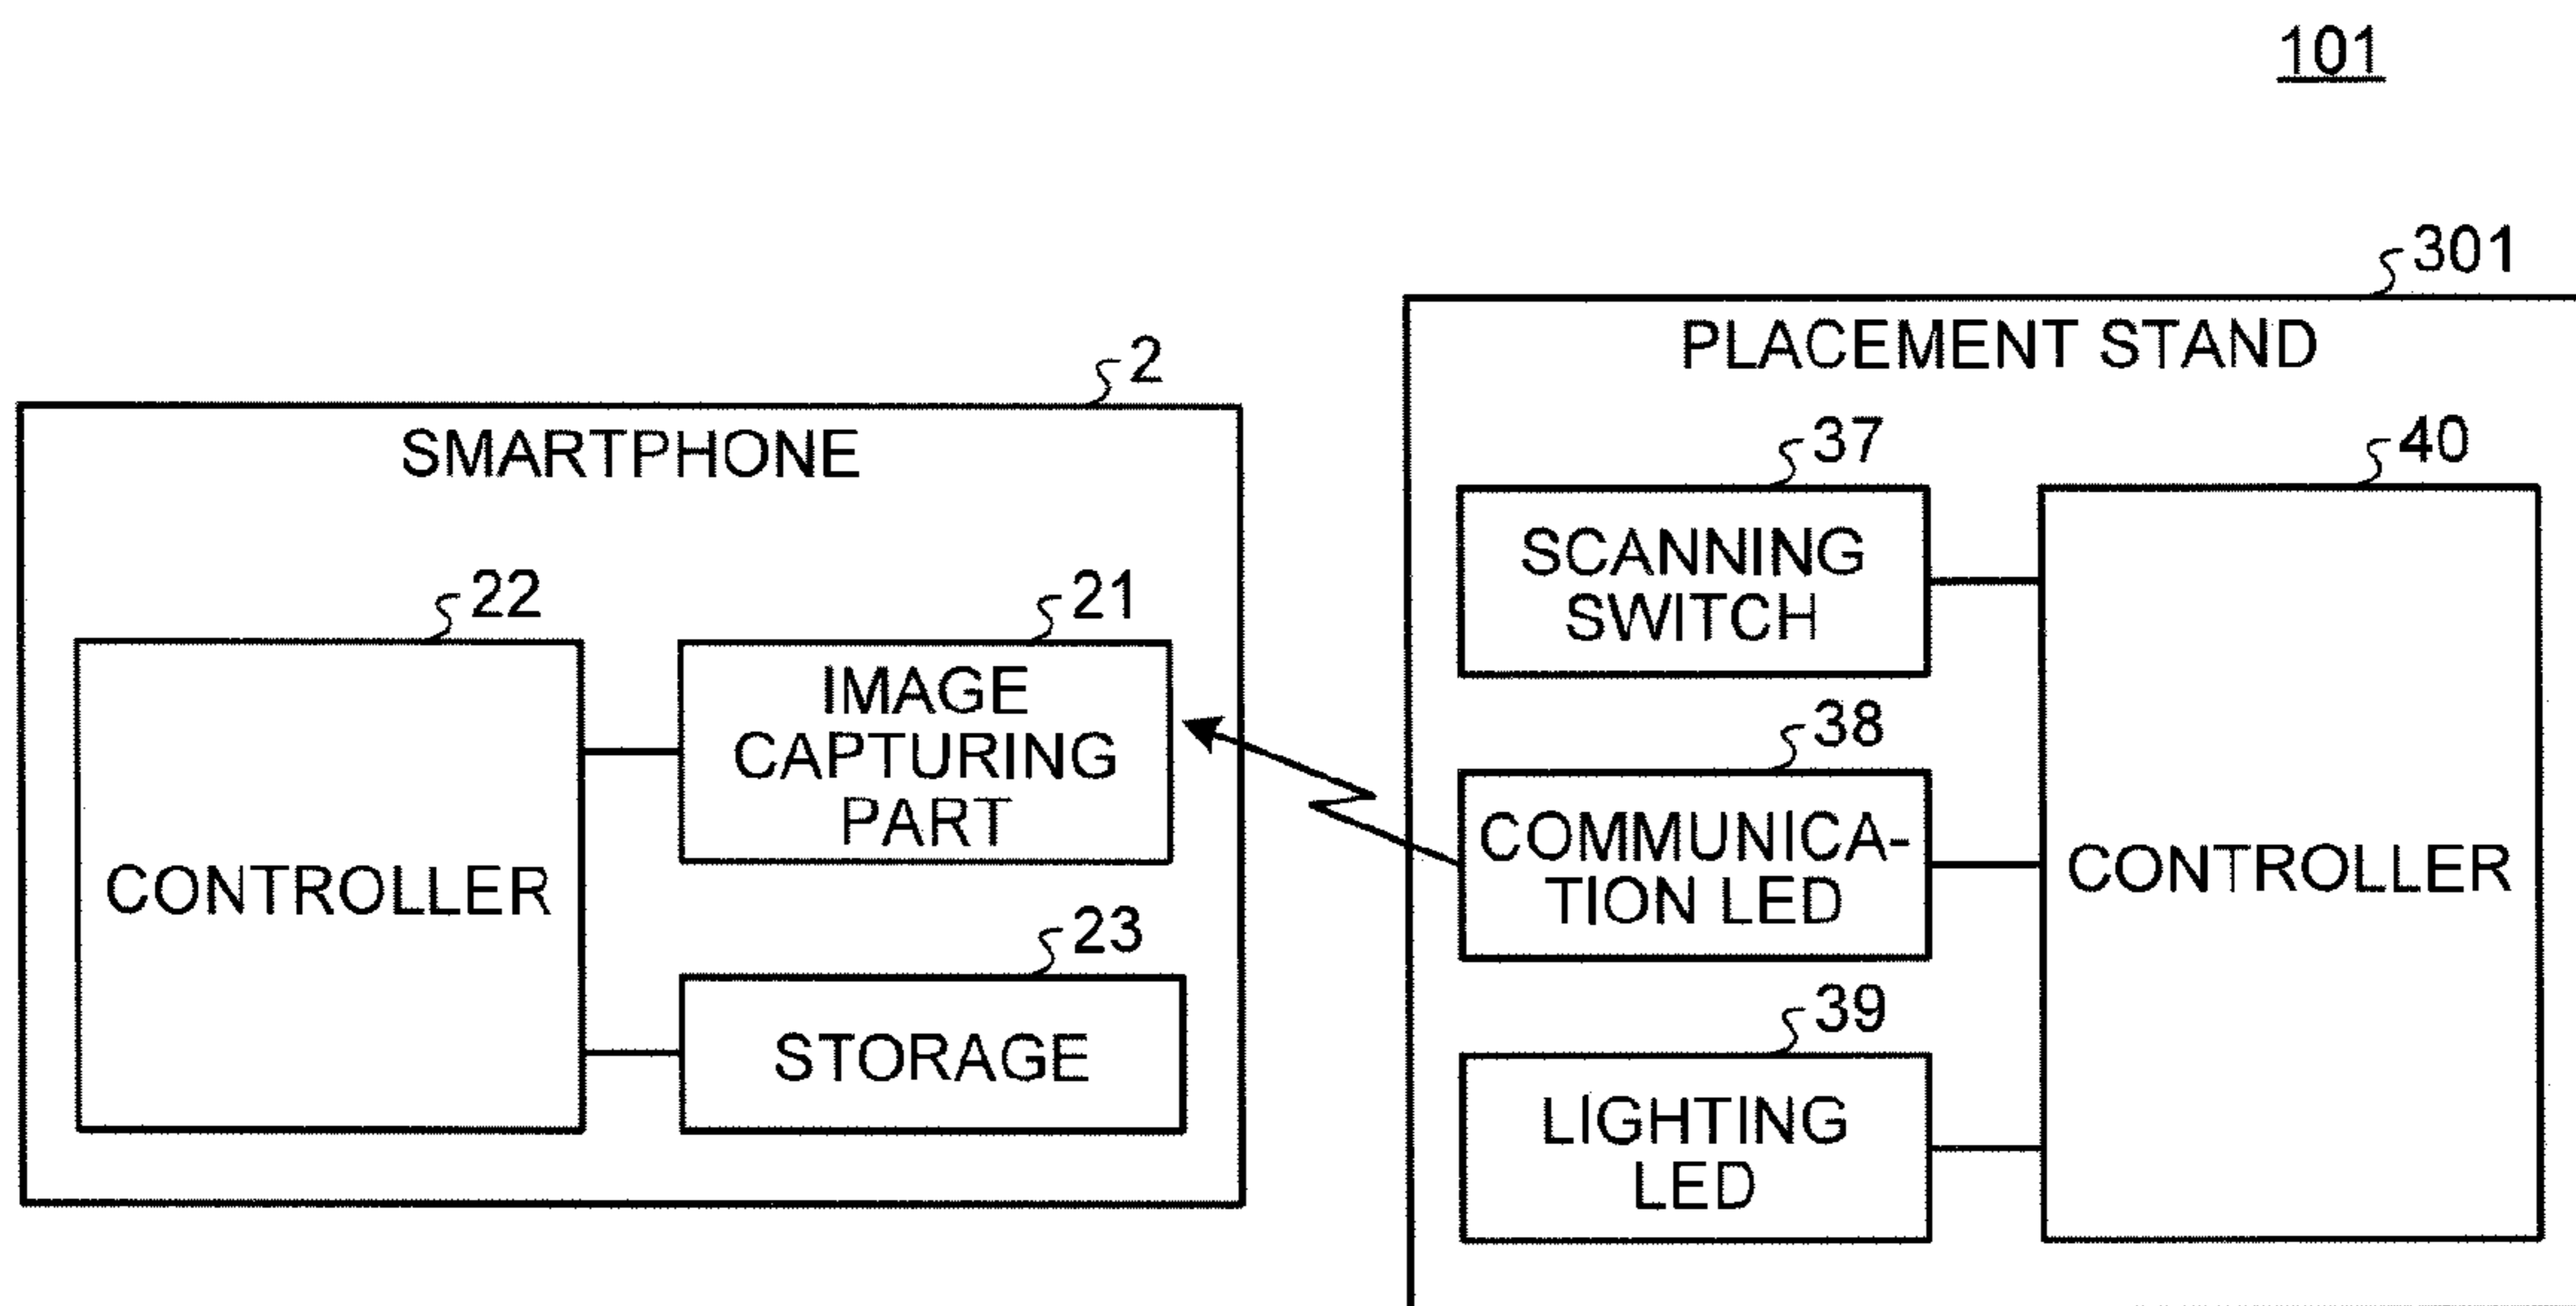 101
301
PLACEMENT STAND
2
SMARTPHONE
37
SCANNING
SWITCH
40
CONTROLLER
22
CONTROLLER
21
IMAGE
CAPTURING
PART
38
COMMUNICA-
TION LED
23
STORAGE
39
LIGHTING
LED